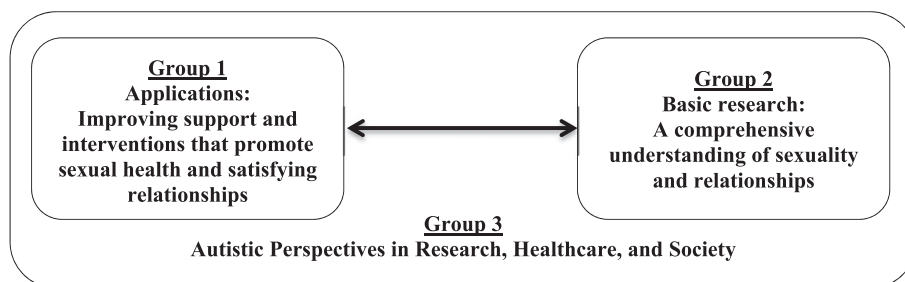 Group 1
Applications:
Improving support and
interventions that promote
sexual health and satisfying
relationships
Group 2
Basic research:
A comprehensive
understanding of sexuality
and relationships
Group 3
Autistic Perspectives in Research, Healthcare, and Society